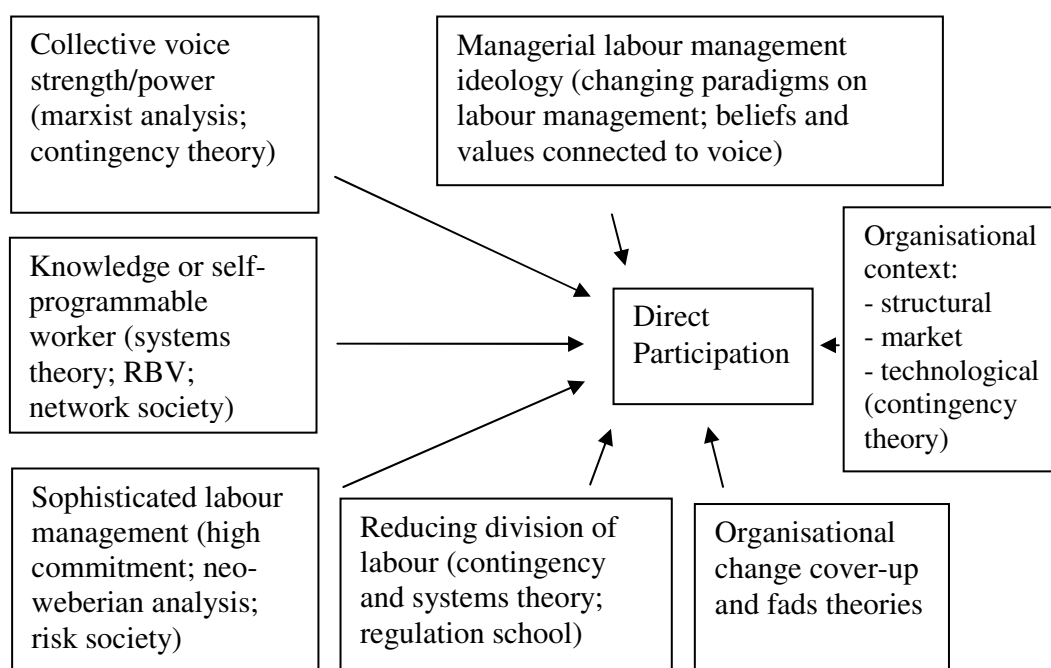 Collective voice
strength/power
(marxist analysis;
contingency theory)
Managerial labour management
ideology (changing paradigms on
labour management; beliefs and
values connected to voice)
Knowledge or self-
programmable
worker (systems
theory; RBV;
network society)
Direct
Participation
Organisational
context:
- structural
- market
- technological
(contingency
theory)
Sophisticated labour
management (high
commitment; neo-
weberian analysis;
risk society)
Reducing division of
labour (contingency
and systems theory;
regulation school)
Organisational
change cover-up
and fads theories